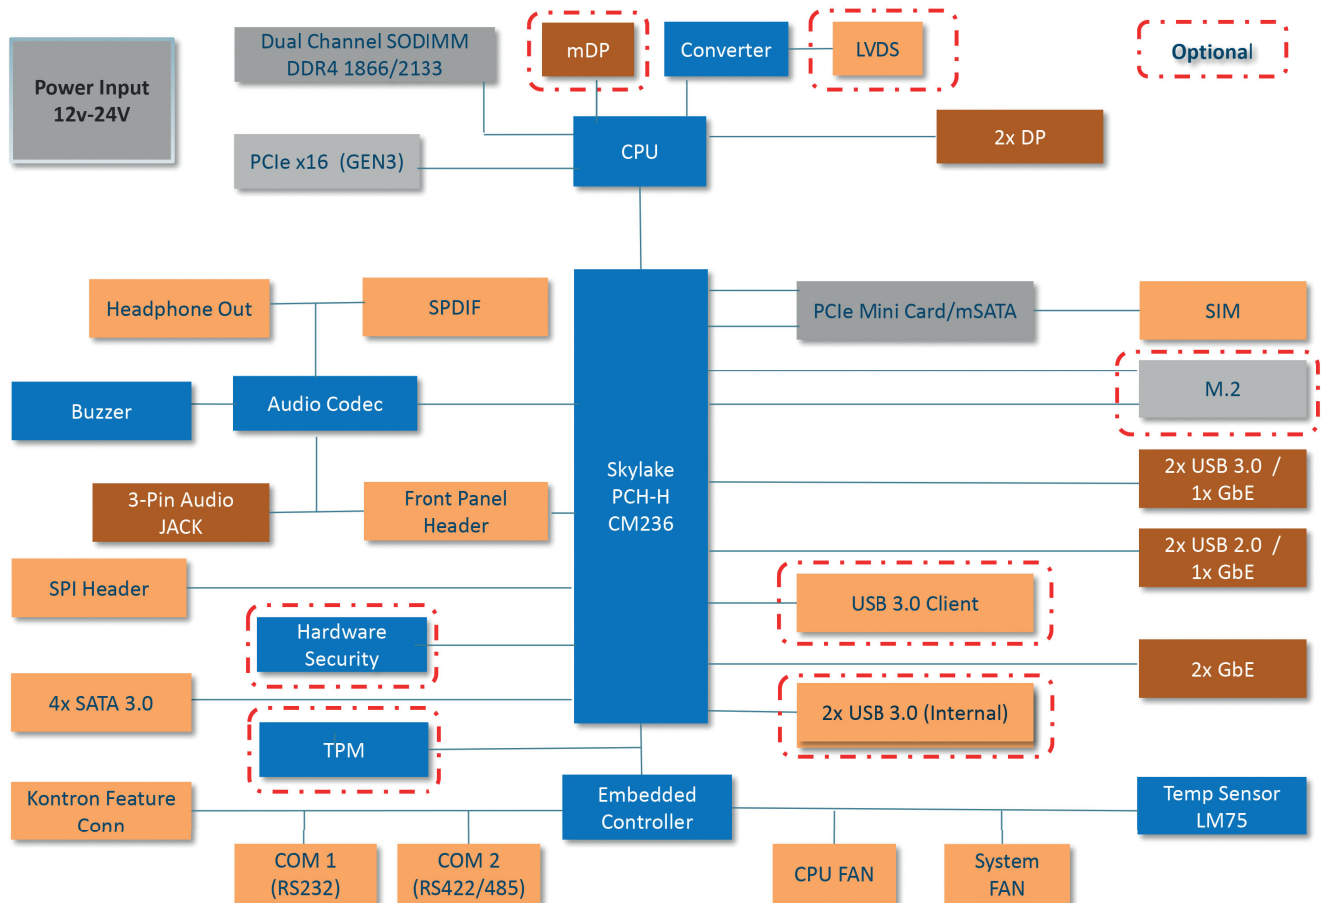 Power Input
12v-24V
Dual Channel SODIMM
DDR4 1866/2133
mDP
Converter
LVDS
Optional
PCIe x16 (GEN3)
CPU
2x DP
Headphone Out
SPDIF
PCIe Mini Card/mSATA
SIM
Buzzer
Audio Codec
M.2
Skylake
PCH-H
CM236
3-Pin Audio
JACK
Front Panel
Header
2x USB 3.0 /
1x GbE
2x USB 2.0 /
1x GbE
SPI Header
USB 3.0 Client
Hardware
Security
2x GbE
4x SATA 3.0
2x USB 3.0 (Internal)
TPM
Kontron Feature
Conn
Embedded
Controller
Temp Sensor
LM75
COM 1
(RS232)
COM 2
(RS422/485)
CPU FAN
System
FAN